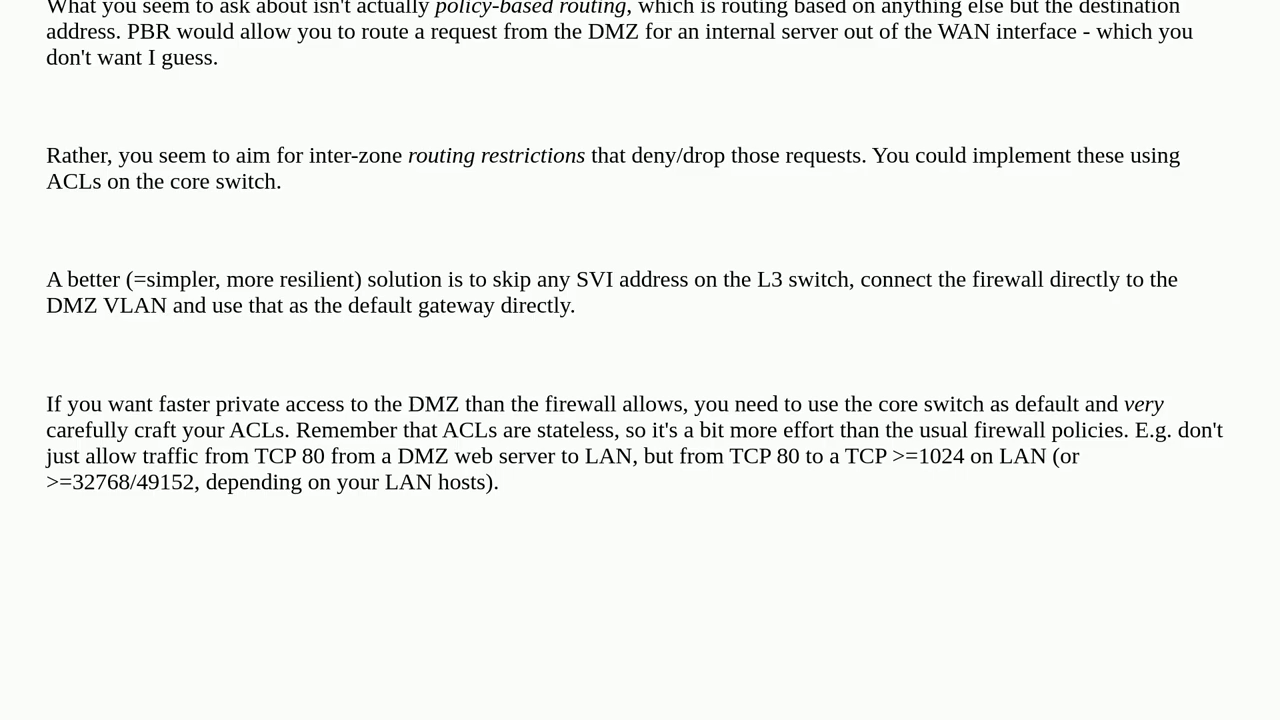 What you seem to ask about isn't actually policy-based routing, which is routing based on anything else but the destination
address. PBR would allow you to route a request from the DMZ for an internal server out of the WAN interface - which you
don't want I guess.
Rather, you seem to aim for inter-zone routing restrictions that deny/drop those requests. You could implement these using
ACLs on the core switch.
A better (=simpler, more resilient) solution is to skip any SVI address on the L3 switch, connect the firewall directly to the
DMZ VLAN and use that as the default gateway directly.
If you want faster private access to the DMZ than the firewall allows, you need to use the core switch as default and very
carefully craft your ACLs. Remember that ACLs are stateless, so it's a bit more effort than the usual firewall policies. E.g. don't
just allow traffic from TCP 80 from a DMZ web server to LAN, but from TCP 80 to a TCP >=1024 on LAN (or
>=32768/49152, depending on your LAN hosts).